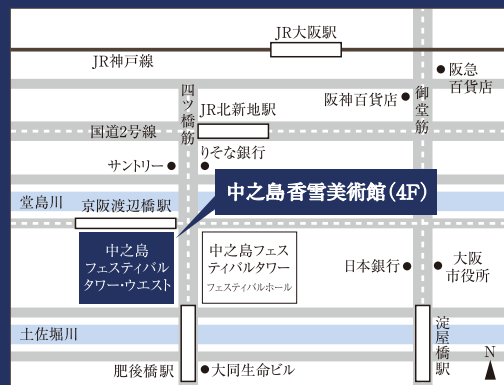 JR大阪駅
JR神戸線
阪急
百貨店
阪神百貨店
四ツ橋筋
御堂筋
JR北新地駅
国道2号線
りそな銀行
サントリー
中之島香雪美術館(4F)
堂島川
京阪渡辺橋駅
中之島
フェスティバル
タワー・ウエスト
中之島フェス
ティバルタワー
フェスティバルホール
日本銀行
大阪
市役所
土佐堀川
淀屋橋駅
肥後橋駅
大同生命ビル
N